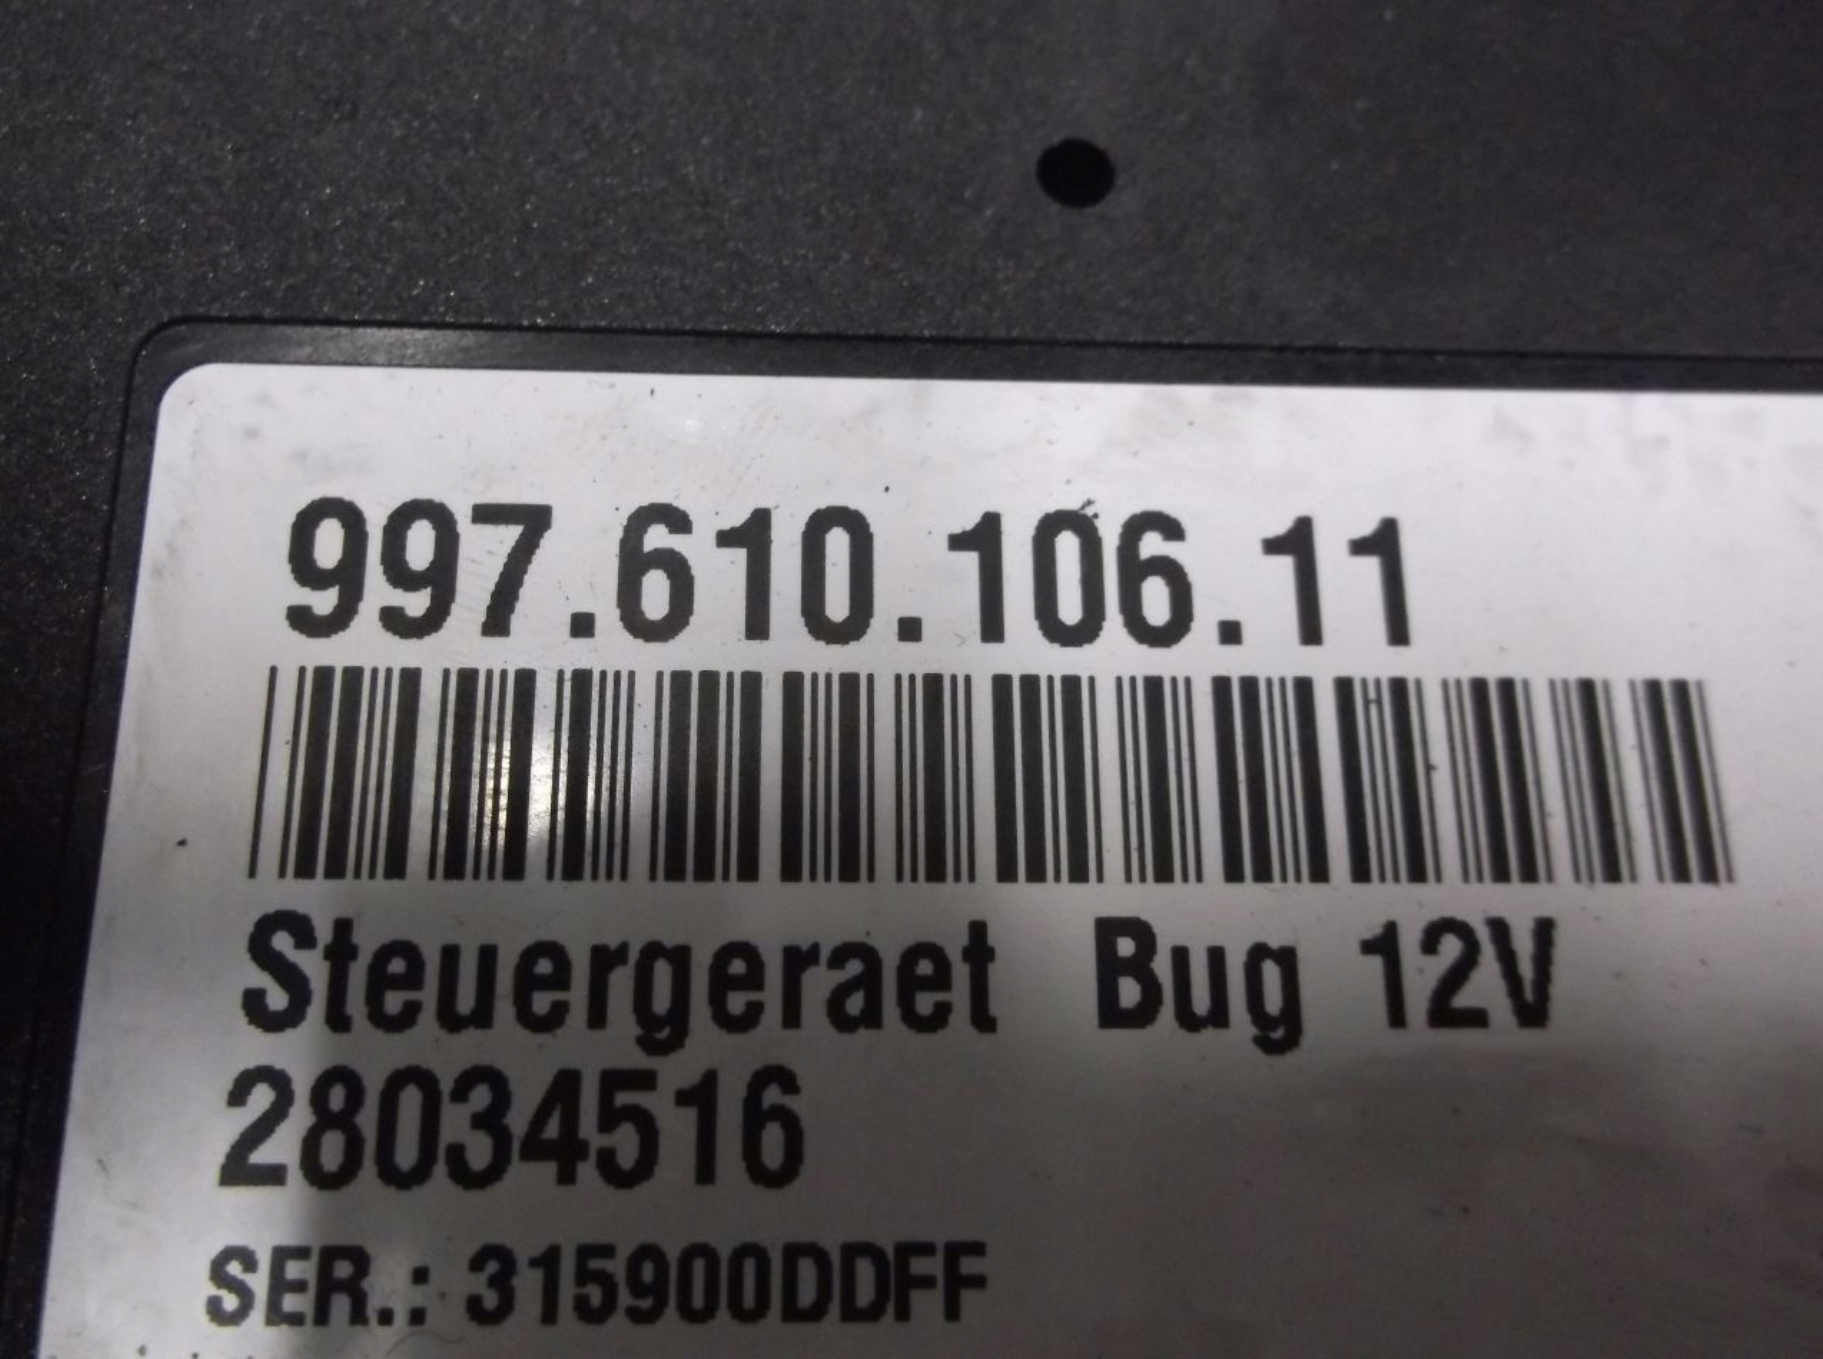 997.610.106.11
Steuergeraet Bug 12V
28034516
SER.: 315900DDFF